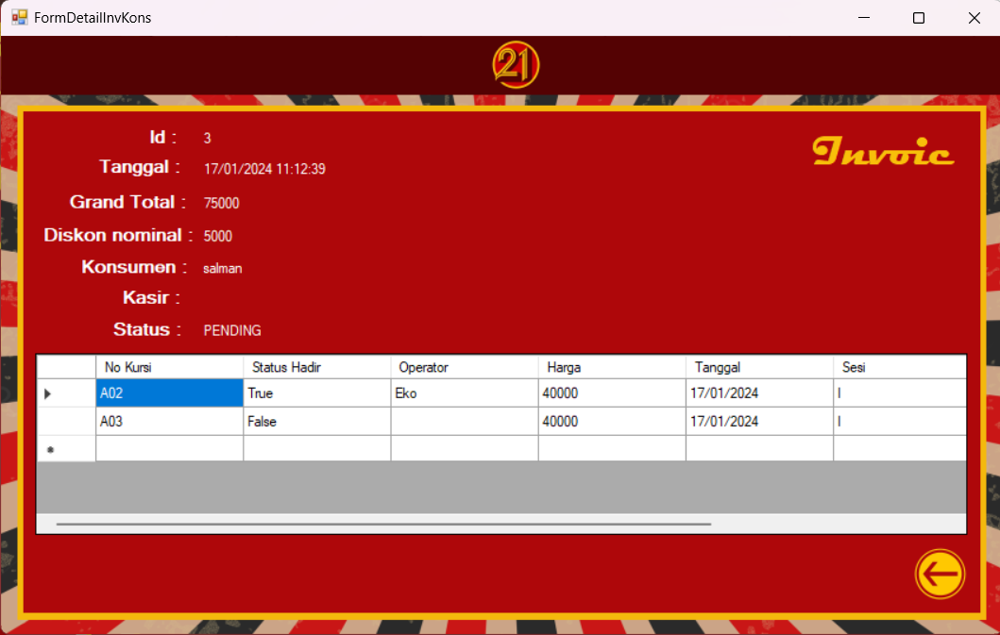 FormDetailInvKons
21
Invoic
Id : 3
Tanggal : 17/01/2024 11:12:39
Grand Total : 75000
Diskon nominal : 5000
Konsumen : salman
Kasir :
Status : PENDING
No Kursi Status Hadir Operator Harga Tanggal Sesi
A02 True Eko 40000 17/01/2024 I
A03 False 40000 17/01/2024 I